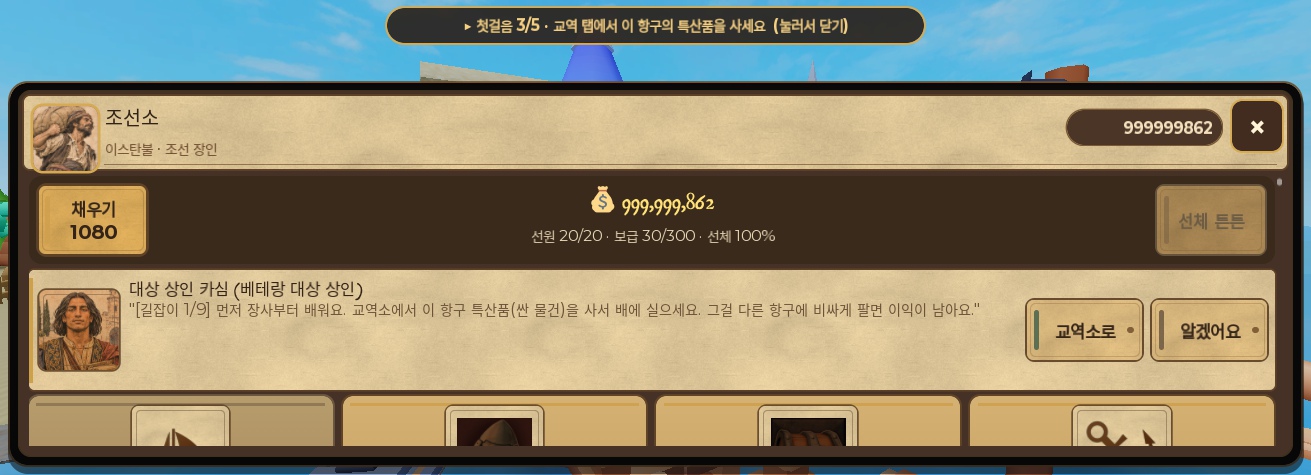 ▸ 첫걸음 3/5 · 교역 탭에서 이 항구의 특산품을 사세요 (눌러서 닫기)
조선소
999999862
×
이스탄불 · 조선 장인
채우기
1080
999,999,862
선원 20/20 · 보급 30/300 · 선체 100%
선체 튼튼
대상 상인 카심 (베테랑 대상 상인)
"[길잡이 1/9] 먼저 장사부터 배워요. 교역소에서 이 항구 특산품(싼 물건)을 사서 배에 실으세요. 그걸 다른 항구에 비싸게 팔면 이익이 남아요."
교역소로
알겠어요